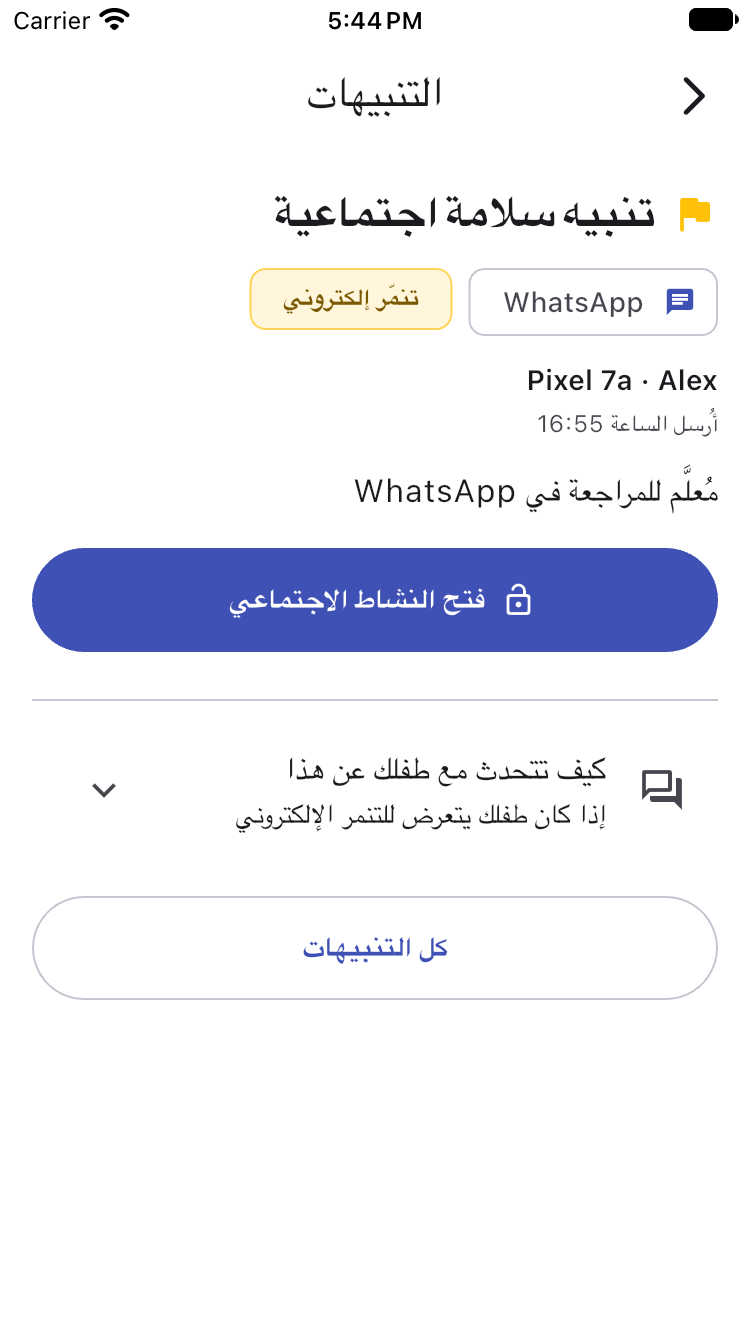 Carrier 5:44 PM
التنبيهات
تنبيه سلامة اجتماعية
WhatsApp
تنمّر إلكتروني
Pixel 7a · Alex
أُرسل الساعة 16:55
مُعلَّم للمراجعة في WhatsApp
فتح النشاط الاجتماعي
كيف تتحدث مع طفلك عن هذا
إذا كان طفلك يتعرض للتنمر الإلكتروني
كل التنبيهات